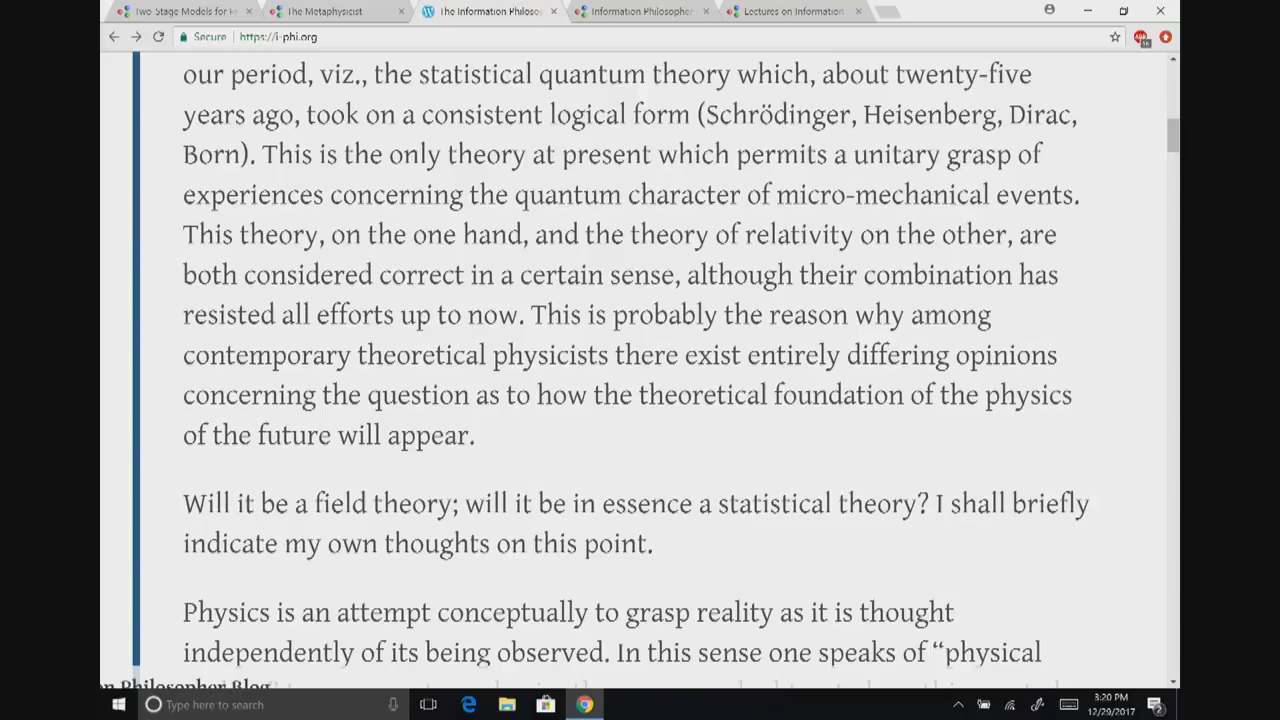 Two-Stage Models for
The Metaphysicist
The Information Philoso
Information Philosopher
Lectures on Information
Secure
https://i-phi.org
our period, viz., the statistical quantum theory which, about twenty-five
years ago, took on a consistent logical form (Schrödinger, Heisenberg, Dirac,
Born). This is the only theory at present which permits a unitary grasp of
experiences concerning the quantum character of micro-mechanical events.
This theory, on the one hand, and the theory of relativity on the other, are
both considered correct in a certain sense, although their combination has
resisted all efforts up to now. This is probably the reason why among
contemporary theoretical physicists there exist entirely differing opinions
concerning the question as to how the theoretical foundation of the physics
of the future will appear.
Will it be a field theory; will it be in essence a statistical theory? I shall briefly
indicate my own thoughts on this point.
Physics is an attempt conceptually to grasp reality as it is thought
independently of its being observed. In this sense one speaks of “physical
on Philosopher Blog
Type here to search
3:20 PM
12/29/2017
2